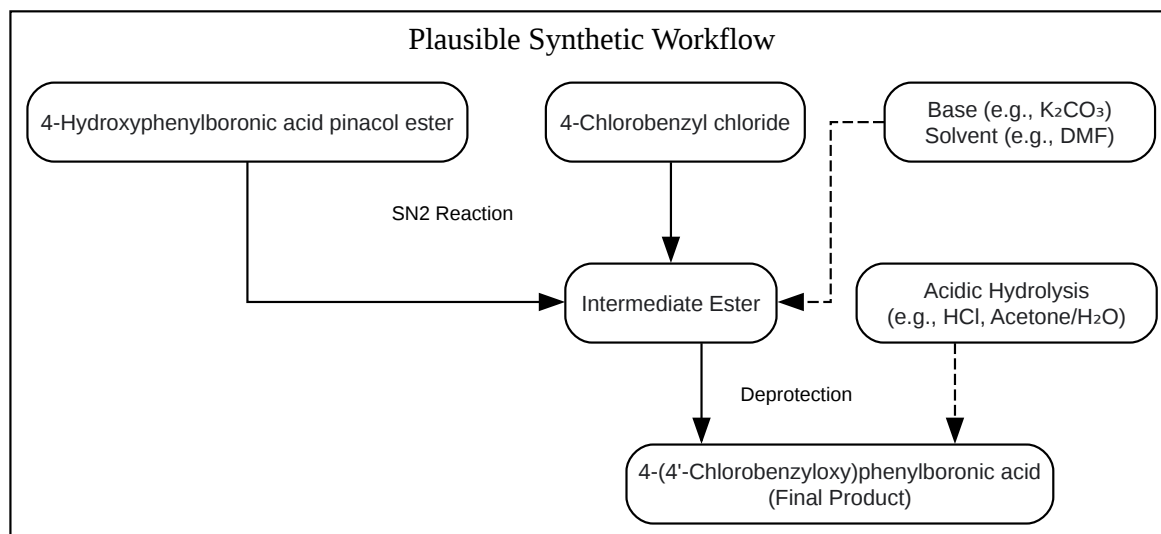 Plausible Synthetic Workflow
4-Hydroxyphenylboronic acid pinacol ester
4-Chlorobenzyl chloride
Base (e.g., K₂CO₃)
Solvent (e.g., DMF)
SN2 Reaction
Intermediate Ester
Acidic Hydrolysis
(e.g., HCl, Acetone/H₂O)
Deprotection
4-(4'-Chlorobenzyloxy)phenylboronic acid
(Final Product)